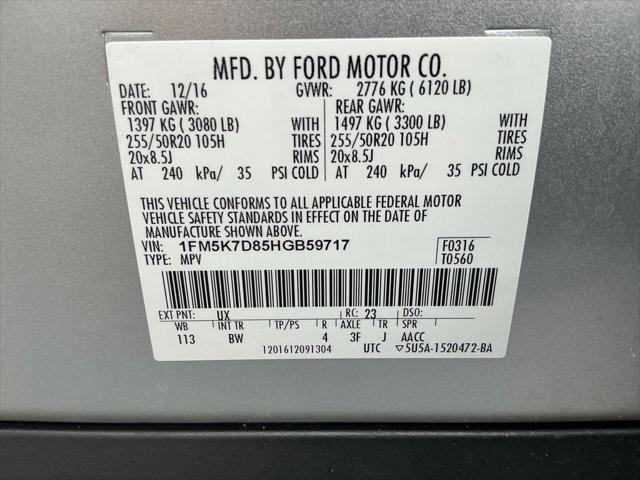 MFD. BY FORD MOTOR CO.
DATE: 12/16 GVWR: 2776 KG ( 6120 LB)
FRONT GAWR: REAR GAWR:
1397 KG ( 3080 LB) WITH 1497 KG ( 3300 LB) WITH
255/50R20 105H TIRES 255/50R20 105H TIRES
20x8.5J RIMS 20x8.5J RIMS
AT 240 kPa/ 35 PSI COLD AT 240 kPa/ 35 PSI COLD
THIS VEHICLE CONFORMS TO ALL APPLICABLE FEDERAL MOTOR
VEHICLE SAFETY STANDARDS IN EFFECT ON THE DATE OF
MANUFACTURE SHOWN ABOVE.
VIN: 1FM5K7D85HGB59717 F0316
TYPE: MPV T0560
EXT PNT: UX RC: 23 DSO:
WB INT TR TP/PS R AXLE TR SPR
113 BW 4 3F J AACC
1201612091304 UTC ▽5U5A-1520472-BA